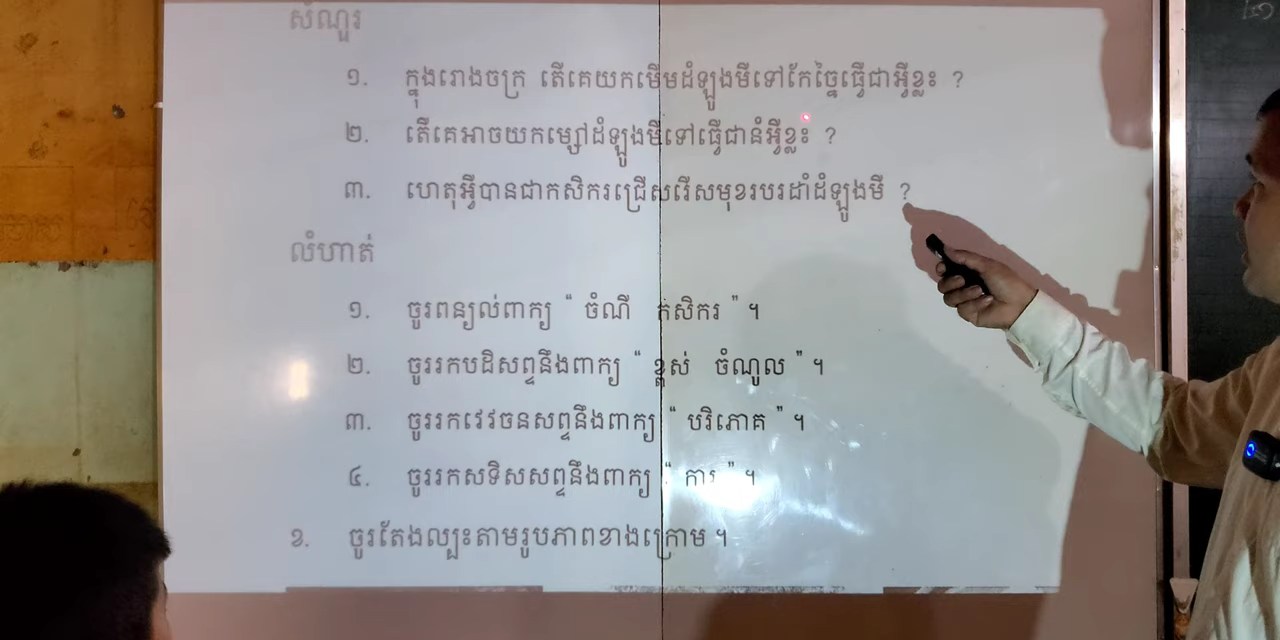 សំណួរ
១. ក្នុងរោងចក្រ តើគេយកមើមដំឡូងមីទៅកែច្នៃធ្វើជាអ្វីខ្លះ ?
២. តើគេអាចយកម្សៅដំឡូងមីទៅធ្វើជានំអ្វីខ្លះ ?
៣. ហេតុអ្វីបានជាកសិករជ្រើសរើសមុខរបរដាំដំឡូងមី ?
លំហាត់
១. ចូរពន្យល់ពាក្យ “ ចំណី កសិករ ” ។
២. ចូររកបដិសព្ទនឹងពាក្យ “ ខ្ពស់ ចំណូល ” ។
៣. ចូររកវេវចនសព្ទនឹងពាក្យ “ បរិភោគ ” ។
៤. ចូររកសទិសសព្ទនឹងពាក្យ “ ការ ” ។
ខ. ចូរតែងល្បះតាមរូបភាពខាងក្រោម ។